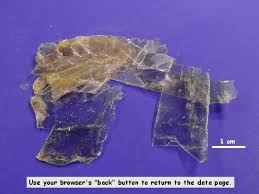 1 cm
Use your browser's "back" button to return to the data page.